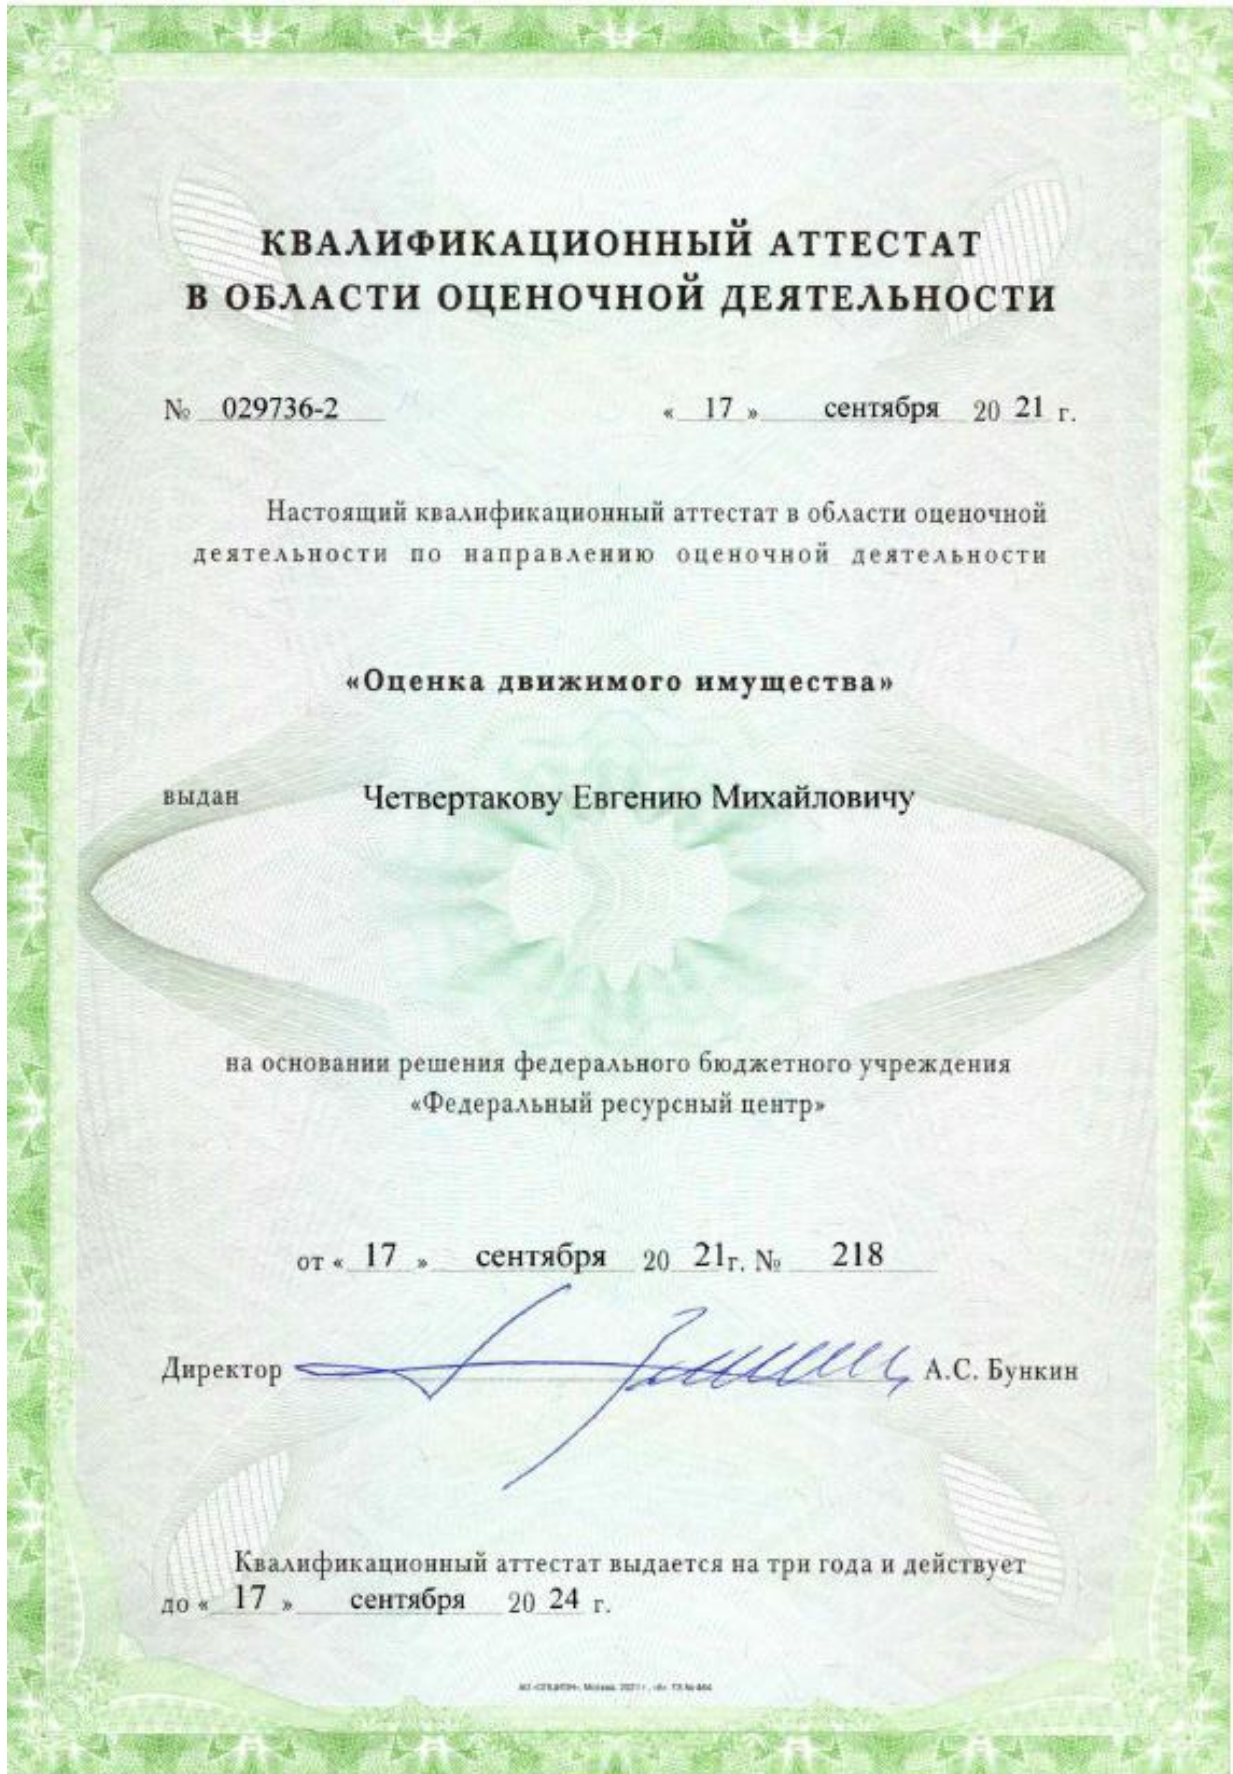 КВАЛИФИКАЦИОННЫЙ АТТЕСТАТ
В ОБЛАСТИ ОЦЕНОЧНОЙ ДЕЯТЕЛЬНОСТИ
№ 029736-2 « 17 » сентября 20 21 г.
Настоящий квалификационный аттестат в области оценочной
деятельности по направлению оценочной деятельности
«Оценка движимого имущества»
выдан Четвертакову Евгению Михайловичу
на основании решения федерального бюджетного учреждения
«Федеральный ресурсный центр»
от « 17 » сентября 20 21г. № 218
Директор А.С. Бункин
Квалификационный аттестат выдается на три года и действует
до « 17 » сентября 20 24 г.
Москва, 2021 г.